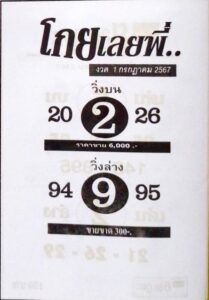 โกยเลยพี่..
งวด 1 กรกฎาคม 2567
วิ่งบน
20 2 26
ราคาขาย 6,000.-
วิ่งล่าง
94 9 95
ขายขาด 300.-
21 - 26 - 29